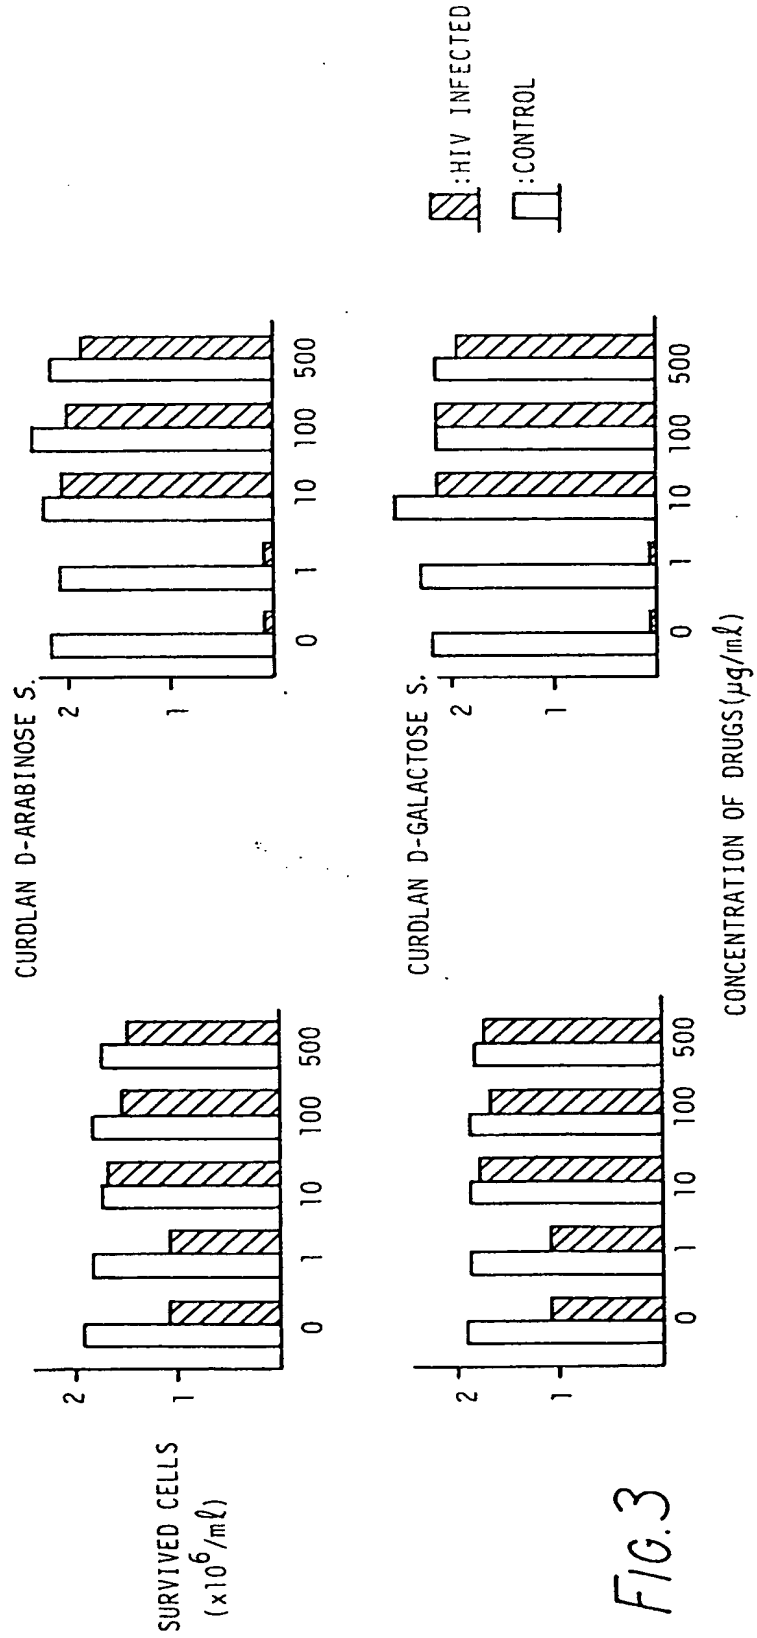 CURDLAN D-ARABINOSE S.
SURVED CELLS
(x10⁶/ml)
2
1
0 1 10 100 500
2
1
0 1 10 100 500
CURDLAN D-GALACTOSE S.
2
1
0 1 10 100 500
2
1
0 1 10 100 500
:HIV INFECTED
:CONTROL
CONCENTRATION OF DRUGS(μg/ml)
FIG.3